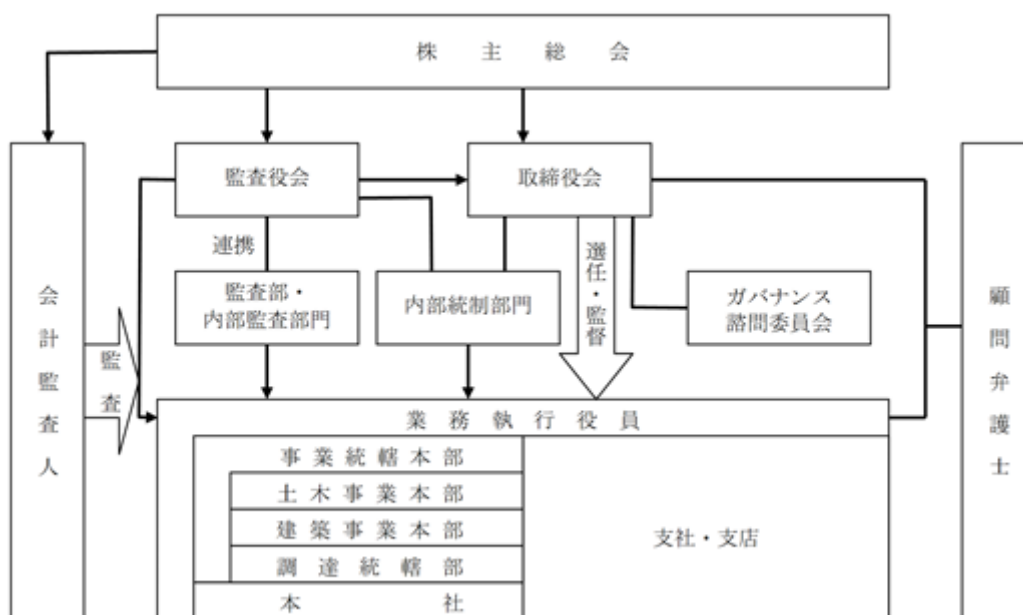 株主総会
監査役会
取締役会
連携
選任・監督
監査部・
内部監査部門
内部統制部門
ガバナンス
諮問委員会
会計監査人
監査
顧問弁護士
業務執行役員
事業統轄本部
土木事業本部
建築事業本部
調達統轄部
本社
支社・支店